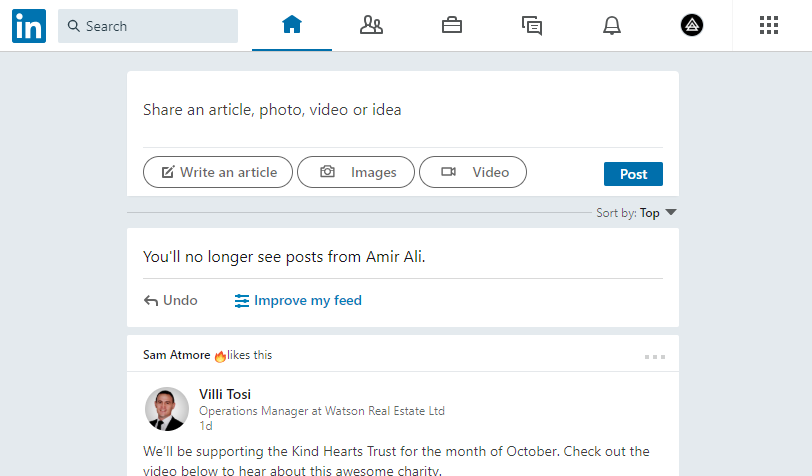 in
Search
Share an article, photo, video or idea
Write an article
Images
Video
Post
Sort by: Top
You'll no longer see posts from Amir Ali.
Undo
Improve my feed
Sam Atmore 🔥likes this
Villi Tosi
Operations Manager at Watson Real Estate Ltd
1d
We'll be supporting the Kind Hearts Trust for the month of October. Check out the
video below to hear about this awesome charity.